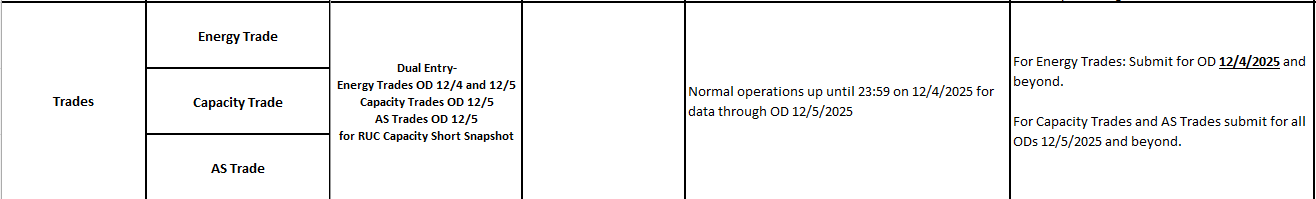 Trades
Energy Trade
Capacity Trade
AS Trade
Dual Entry-
Energy Trades OD 12/4 and 12/5
Capacity Trades OD 12/5
AS Trades OD 12/5
for RUC Capacity Short Snapshot
Normal operations up until 23:59 on 12/4/2025 for
data through OD 12/5/2025
For Energy Trades: Submit for OD 12/4/2025 and
beyond.
For Capacity Trades and AS Trades submit for all
ODs 12/5/2025 and beyond.